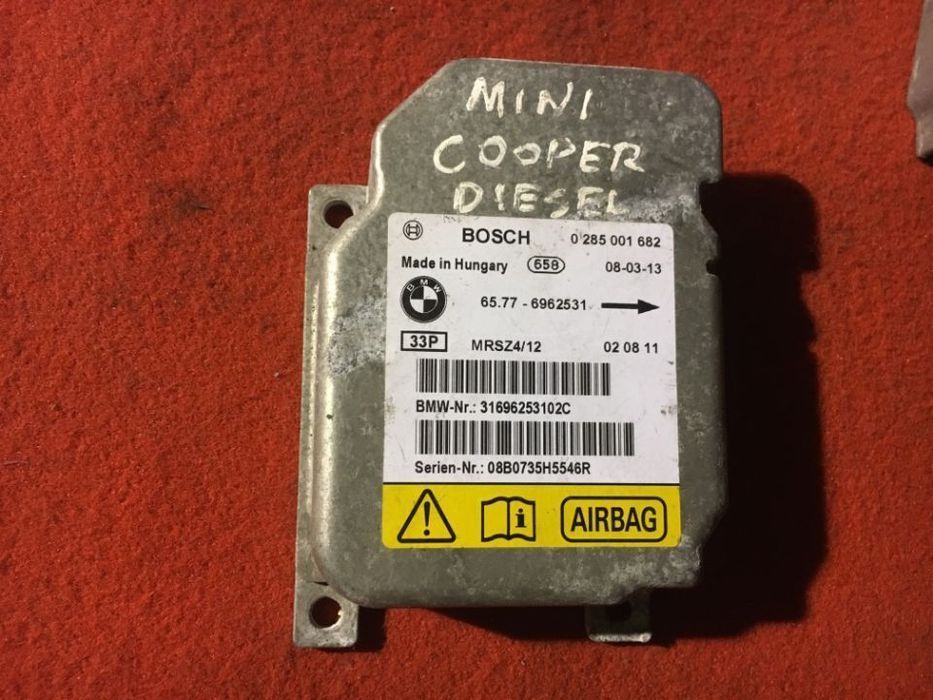 MINI
COOPER
DIESEL
BOSCH 0 285 001 682
Made in Hungary 658 08-03-13
BMW
65.77 - 6962531
33P MRSZ4/12 02 08 11
BMW-Nr.: 31696253102C
Serien-Nr.: 08B0735H5546R
AIRBAG